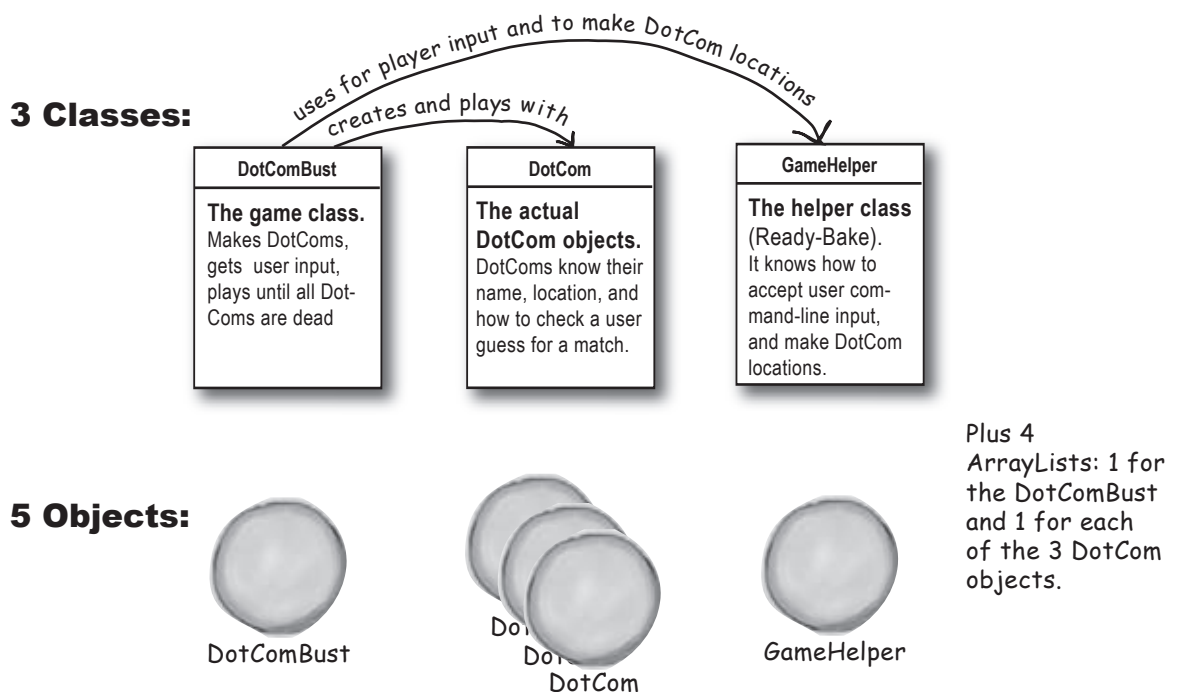 uses for player input and to make DotCom locations
creates and plays with
3 Classes:
DotComBust
The game class.
Makes DotComs,
gets user input,
plays until all Dot-
Coms are dead
DotCom
The actual
DotCom objects.
DotComs know their
name, location, and
how to check a user
guess for a match.
GameHelper
The helper class
(Ready-Bake).
It knows how to
accept user com-
mand-line input,
and make DotCom
locations.
Plus 4
ArrayLists: 1 for
the DotComBust
and 1 for each
of the 3 DotCom
objects.
5 Objects:
DotComBust
DotCom
GameHelper